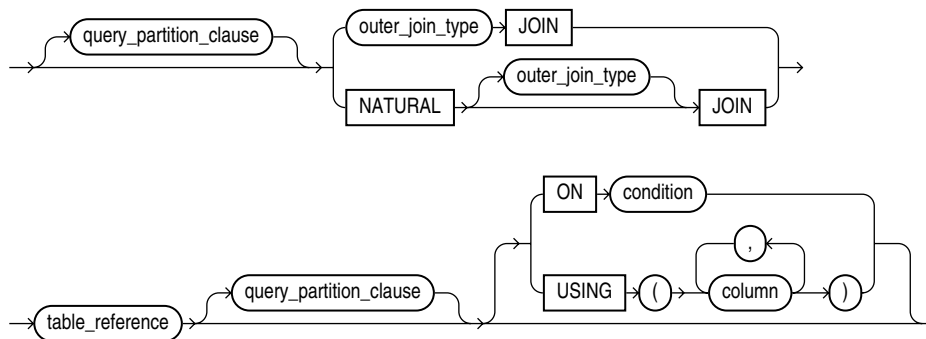 query_partition_clause
outer_join_type JOIN
NATURAL outer_join_type JOIN
ON condition
,
USING ( column )
table_reference query_partition_clause